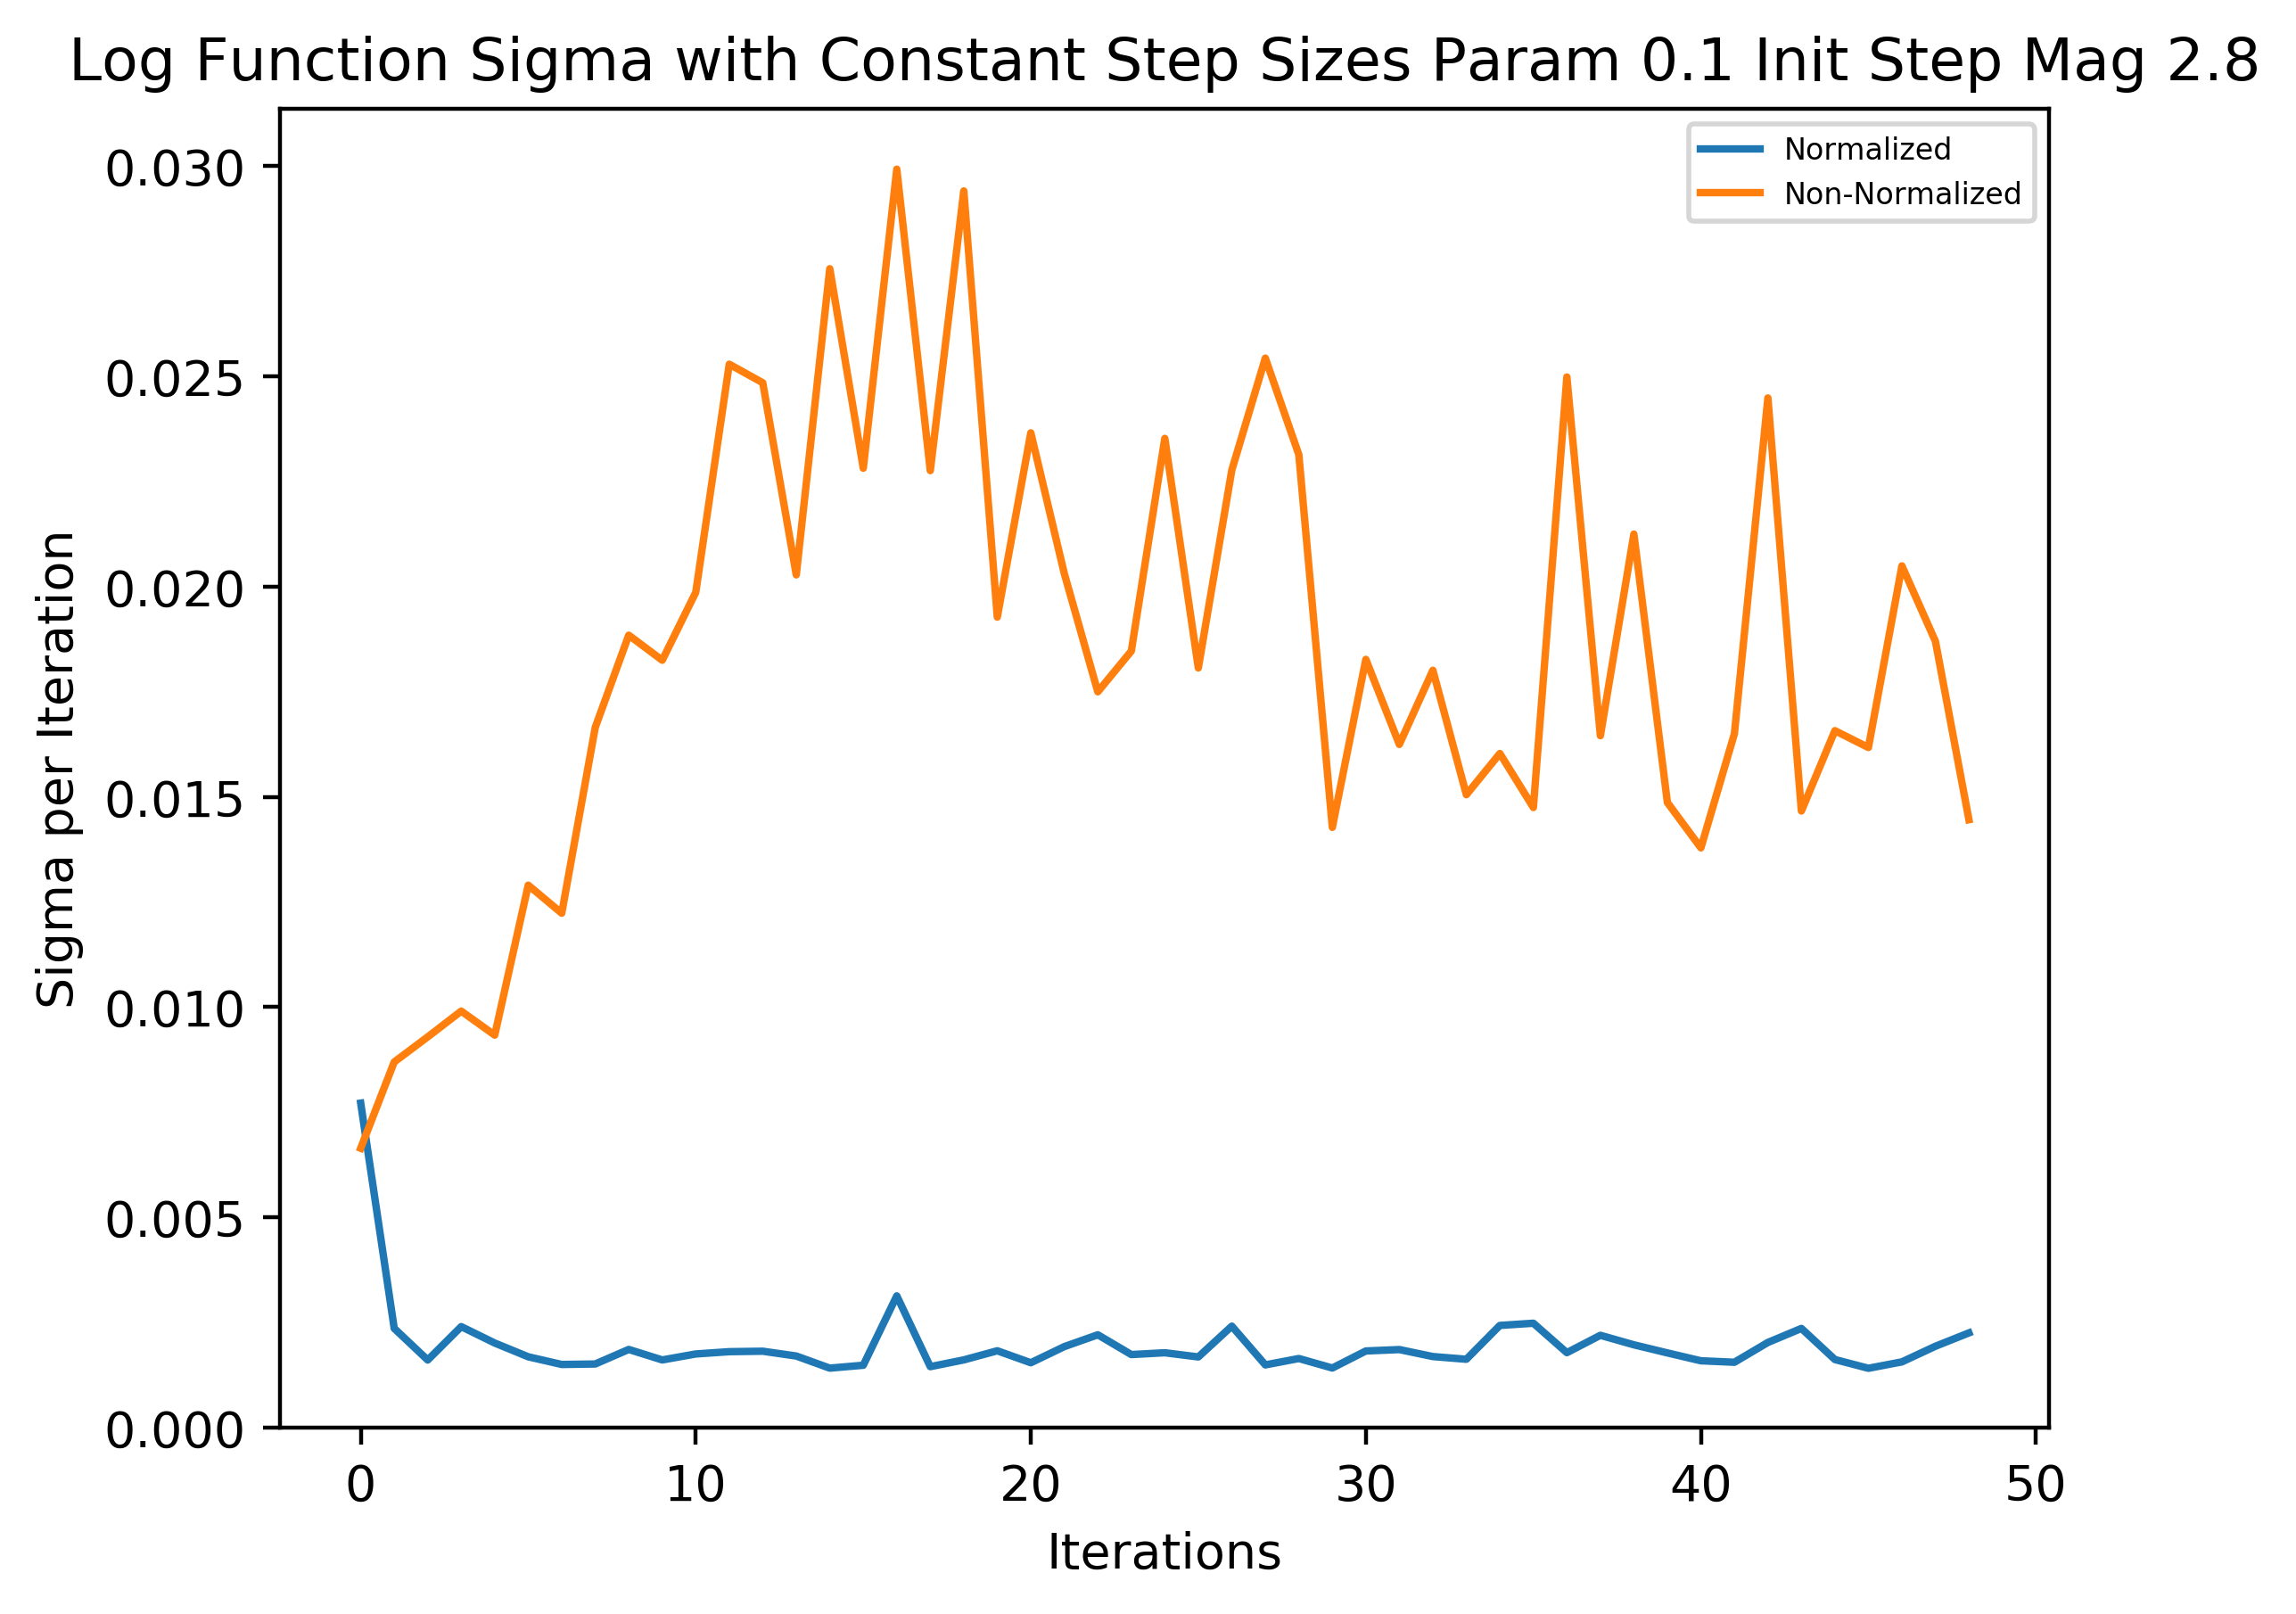 Log Function Sigma with Constant Step Sizes Param 0.1 Init Step Mag 2.8
Normalized
Non-Normalized
0.030
0.025
0.020
0.015
0.010
0.005
0.000
Sigma per Iteration
0 10 20 30 40 50
Iterations